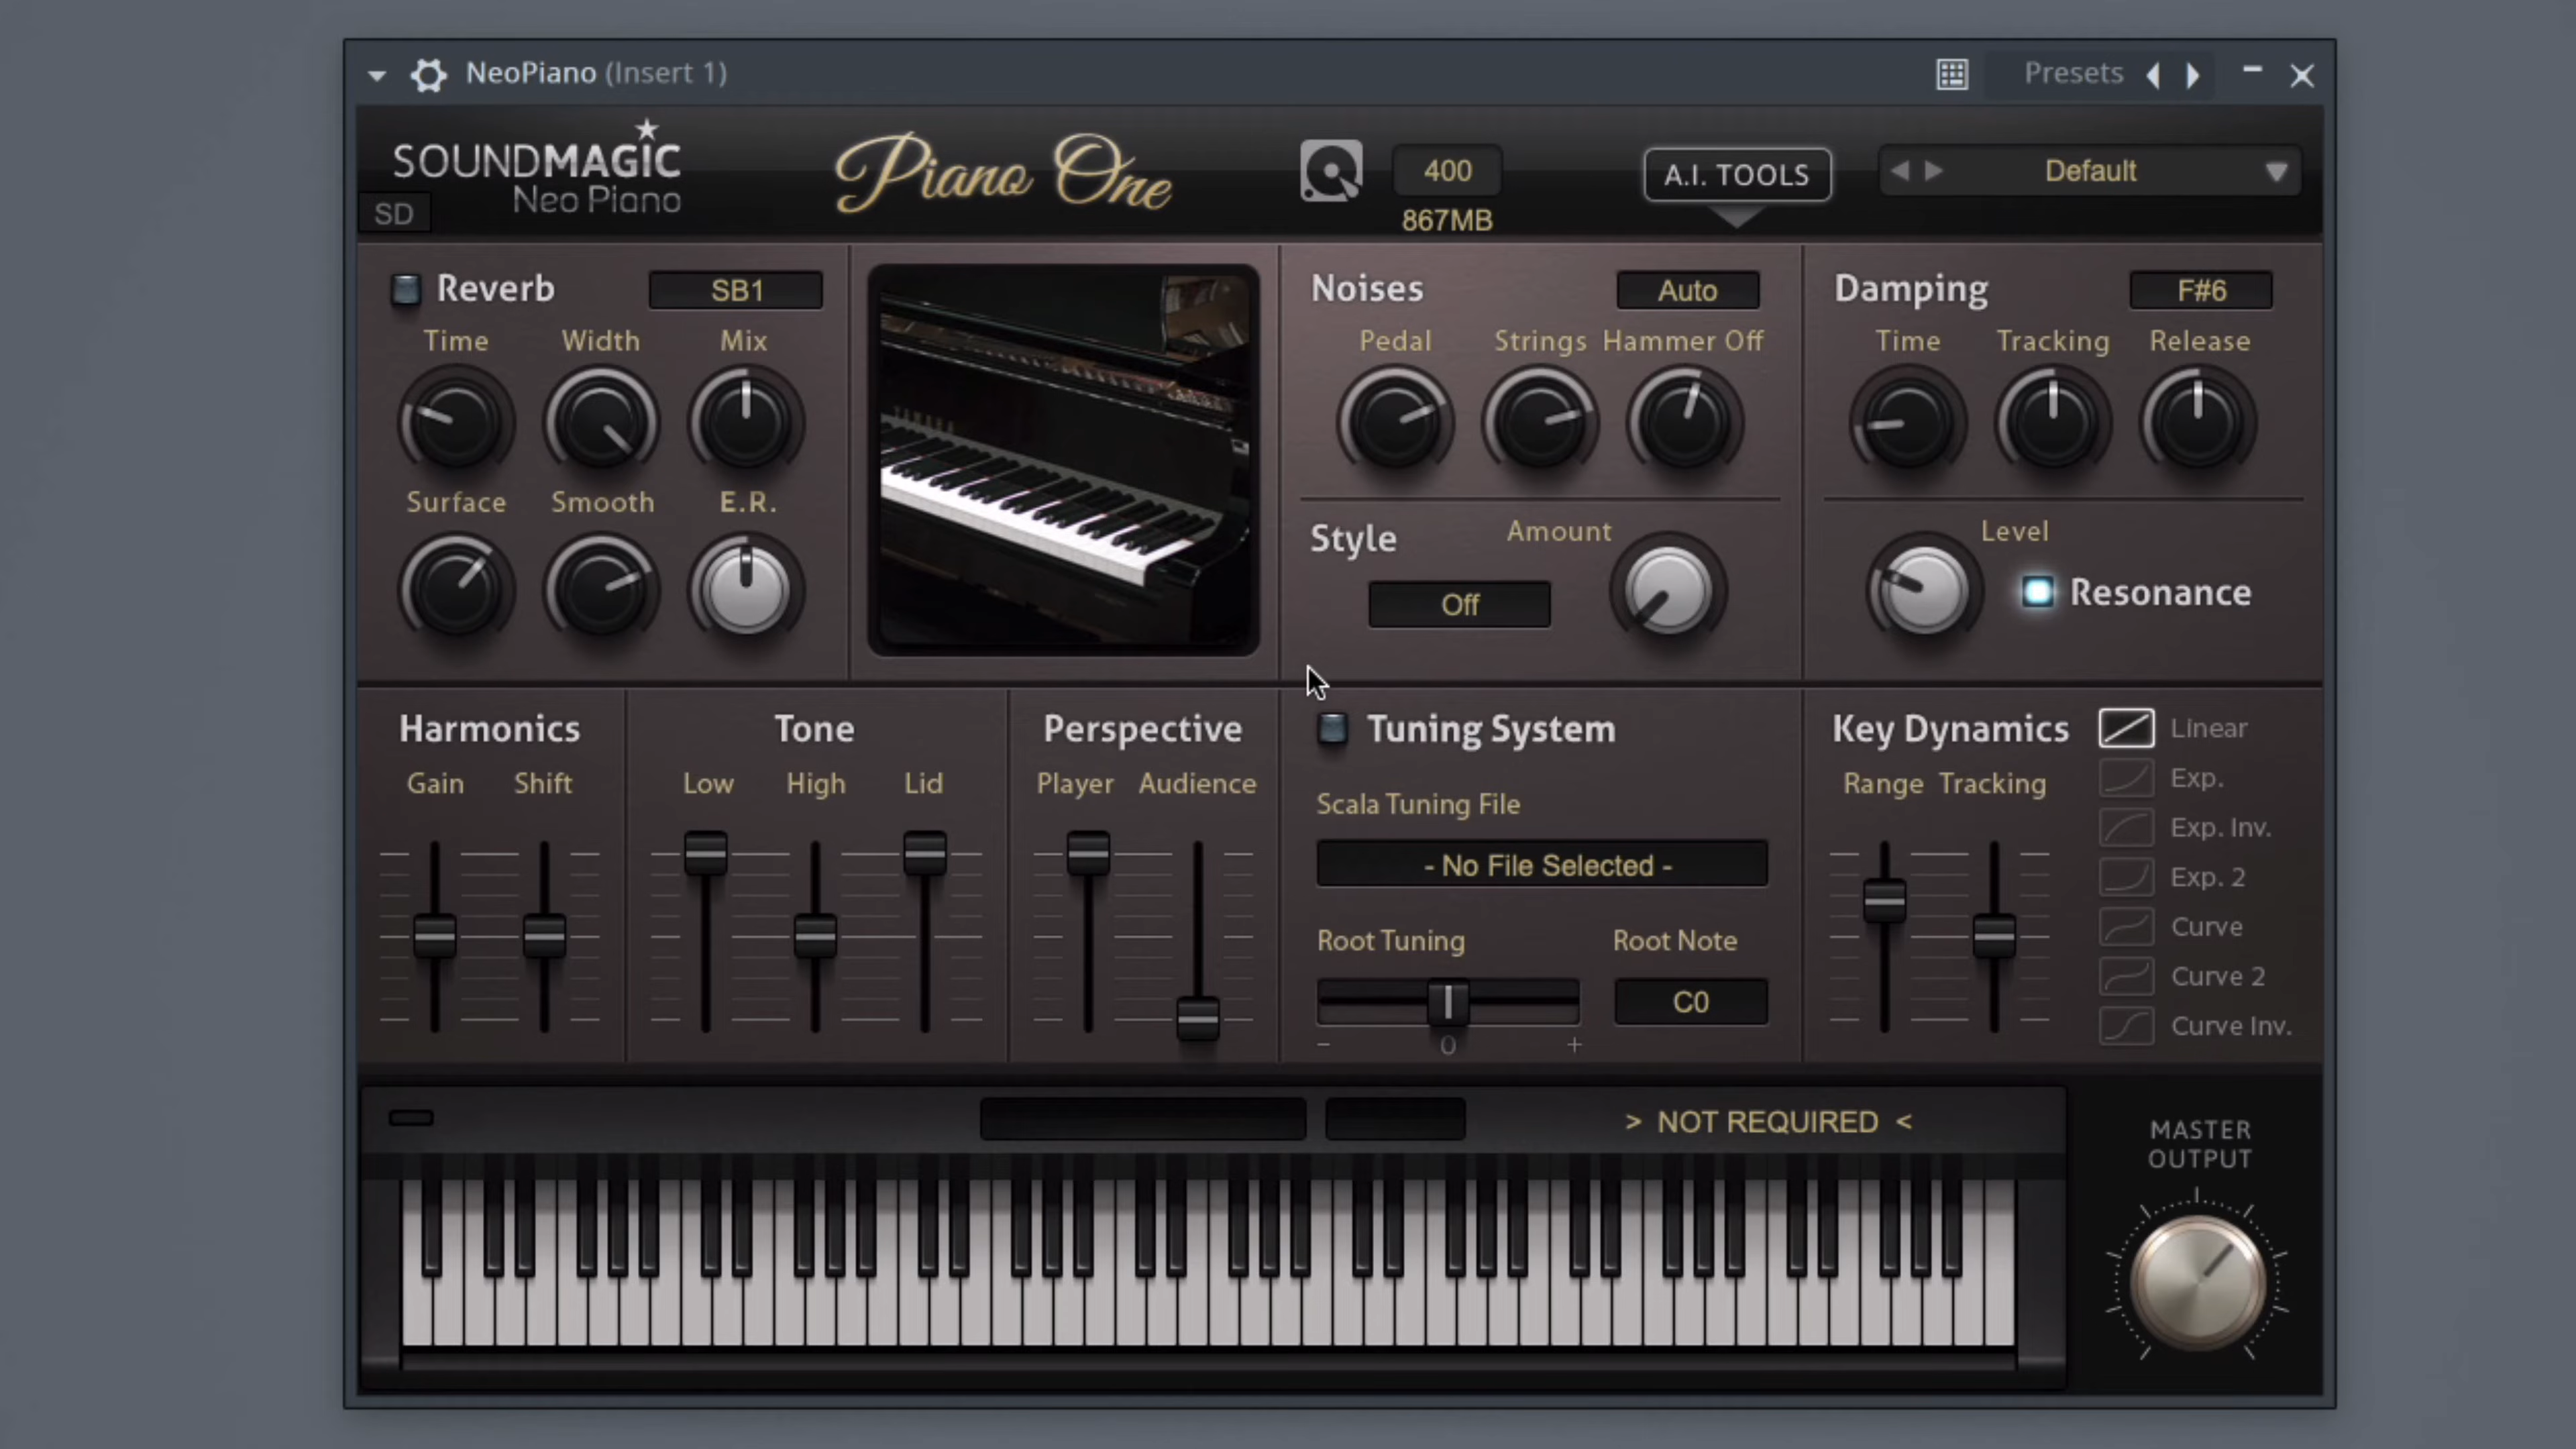 NeoPiano (Insert 1)
Presets
SOUNDMAGIC
Neo Piano
SD
Piano One
400
867MB
A.I. TOOLS
Default
Reverb
SB1
Time Width Mix
Surface Smooth E.R.
YAMAHA
Noises
Auto
Pedal Strings Hammer Off
Style
Amount
Off
Damping
F#6
Time Tracking Release
Level
Resonance
Harmonics
Gain Shift
Tone
Low High Lid
Perspective
Player Audience
Tuning System
Scala Tuning File
- No File Selected -
Root Tuning
Root Note
C0
- 0 +
Key Dynamics
Range Tracking
Linear
Exp.
Exp. Inv.
Exp. 2
Curve
Curve 2
Curve Inv.
> NOT REQUIRED <
MASTER
OUTPUT